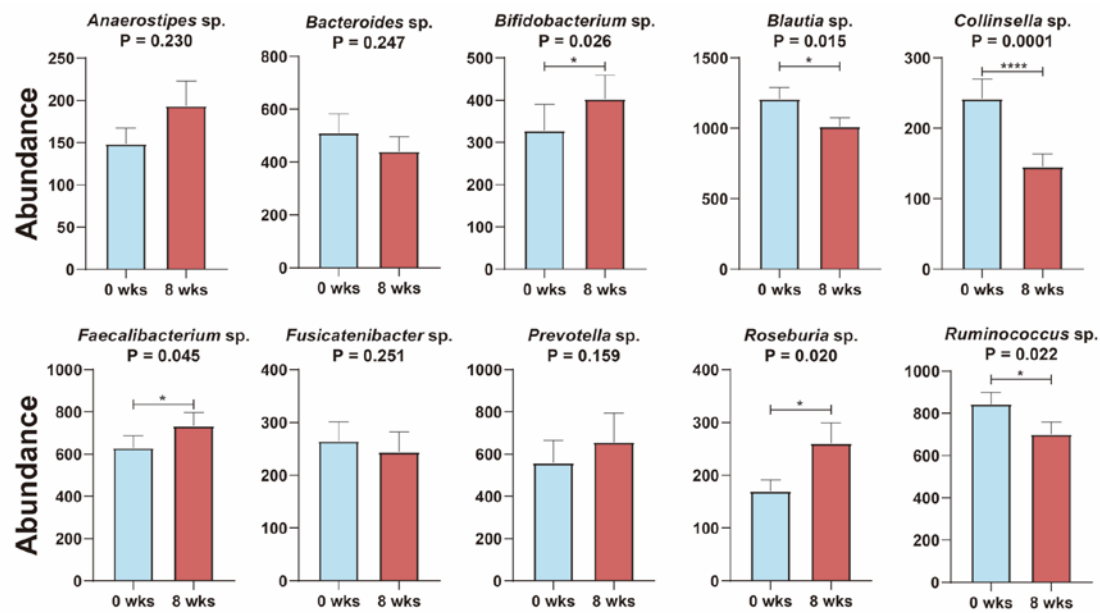 Anaerostipes sp.
P = 0.230
Bacteroides sp.
P = 0.247
Bifidobacterium sp.
P = 0.026
Blautia sp.
P = 0.015
Collinsella sp.
P = 0.0001
Abundance
250
200
150
100
50
0
0 wks 8 wks
800
600
400
200
0
0 wks 8 wks
500
400
300
200
100
0
*
0 wks 8 wks
1500
1000
500
0
*
0 wks 8 wks
300
200
100
0
****
0 wks 8 wks
Faecalibacterium sp.
P = 0.045
Fusicatenibacter sp.
P = 0.251
Prevotella sp.
P = 0.159
Roseburia sp.
P = 0.020
Ruminococcus sp.
P = 0.022
Abundance
1000
800
600
400
200
0
*
0 wks 8 wks
400
300
200
100
0
0 wks 8 wks
1000
800
600
400
200
0
0 wks 8 wks
400
300
200
100
0
*
0 wks 8 wks
1000
800
600
400
200
0
*
0 wks 8 wks